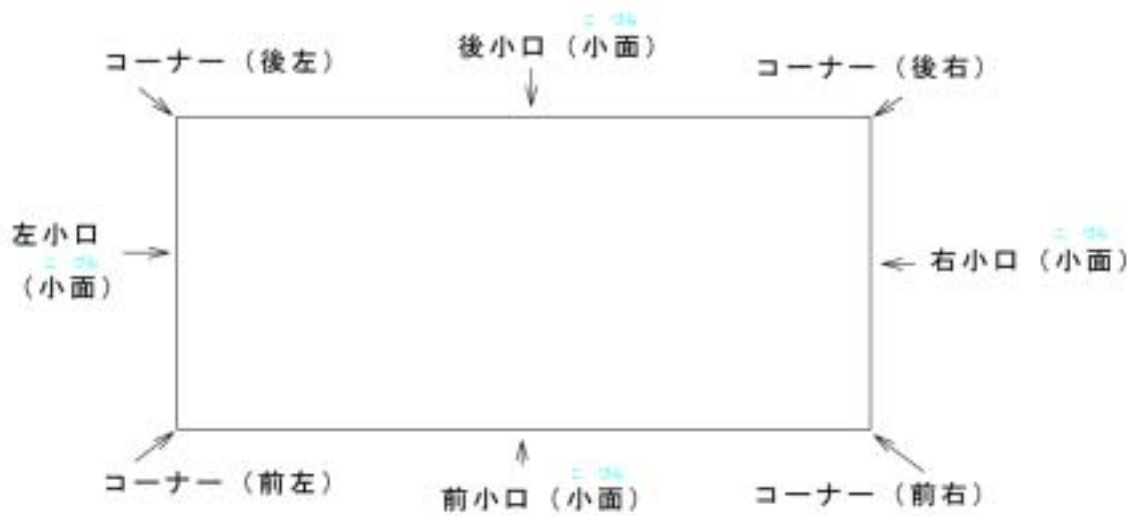 コーナー（後左）
後小口（小面）
コーナー（後右）
左小口
（小面）
右小口（小面）
コーナー（前左）
前小口（小面）
コーナー（前右）